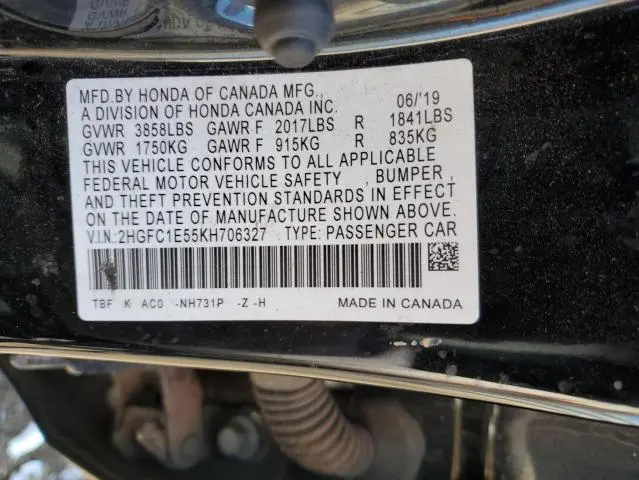 MFD.BY HONDA OF CANADA MFG.,
A DIVISION OF HONDA CANADA INC. 06/'19
GVWR 3858LBS GAWR F 2017LBS R 1841LBS
GVWR 1750KG GAWR F 915KG R 835KG
THIS VEHICLE CONFORMS TO ALL APPLICABLE
FEDERAL MOTOR VEHICLE SAFETY , BUMPER,
AND THEFT PREVENTION STANDARDS IN EFFECT
ON THE DATE OF MANUFACTURE SHOWN ABOVE.
V.I.N.:2HGFC1E55KH706327 TYPE: PASSENGER CAR
TBF K AC0 -NH731P -Z -H MADE IN CANADA